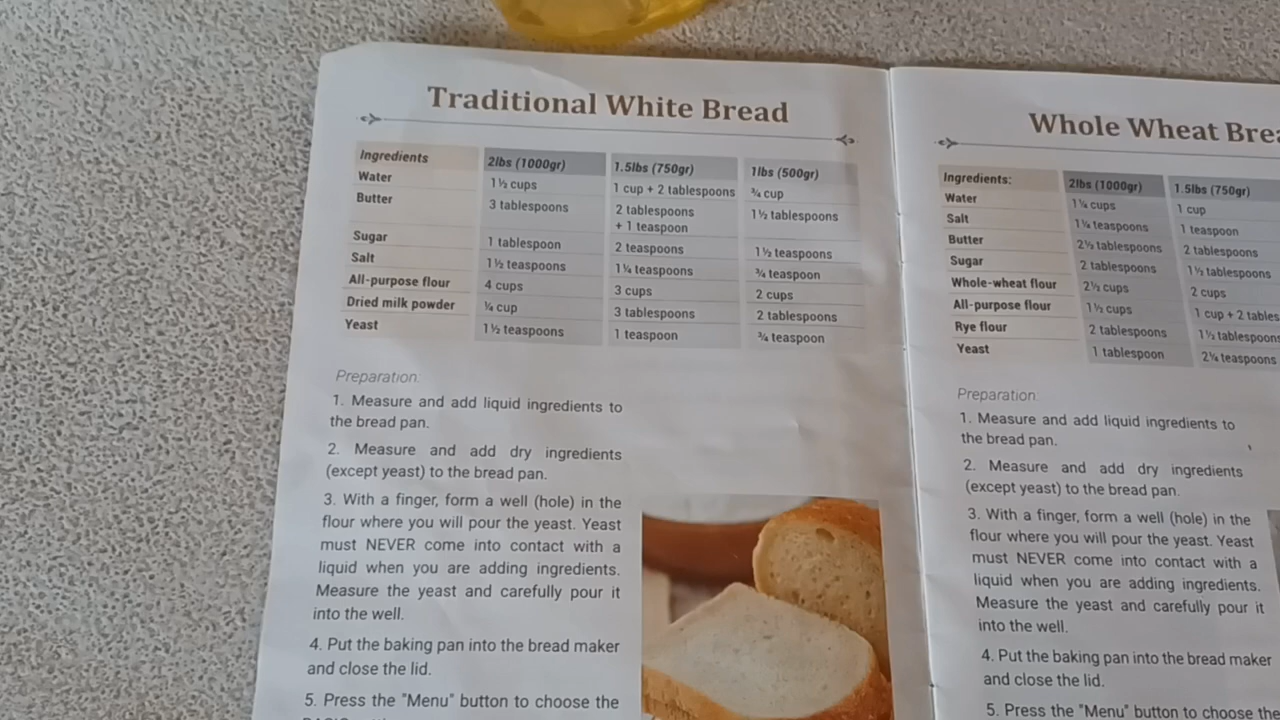 Traditional White Bread
Ingredients 2lbs (1000gr) 1.5lbs (750gr) 1lbs (500gr)
Water 1½ cups 1 cup + 2 tablespoons ¾ cup
Butter 3 tablespoons 2 tablespoons 1½ tablespoons
+ 1 teaspoon
Sugar 1 tablespoon 2 teaspoons 1½ teaspoons
Salt 1½ teaspoons 1¼ teaspoons ¾ teaspoon
All-purpose flour 4 cups 3 cups 2 cups
Dried milk powder ¼ cup 3 tablespoons 2 tablespoons
Yeast 1½ teaspoons 1 teaspoon ¾ teaspoon
Preparation:
1. Measure and add liquid ingredients to
the bread pan.
2. Measure and add dry ingredients
(except yeast) to the bread pan.
3. With a finger, form a well (hole) in the
flour where you will pour the yeast. Yeast
must NEVER come into contact with a
liquid when you are adding ingredients.
Measure the yeast and carefully pour it
into the well.
4. Put the baking pan into the bread maker
and close the lid.
5. Press the "Menu" button to choose the
Whole Wheat Brea
Ingredients: 2lbs (1000gr) 1.5lbs (750gr)
Water 1¼ cups 1 cup
Salt 1¼ teaspoons 1 teaspoon
Butter 2½ tablespoons 2 tablespoons
Sugar 2 tablespoons 1½ tablespoons
Whole-wheat flour 2½ cups 2 cups
All-purpose flour 1½ cups 1 cup + 2 tables
Rye flour 2 tablespoons 1½ tablespoons
Yeast 1 tablespoon 2¼ teaspoons
Preparation
1. Measure and add liquid ingredients to
the bread pan.
2. Measure and add dry ingredients
(except yeast) to the bread pan.
3. With a finger, form a well (hole) in the
flour where you will pour the yeast. Yeast
must NEVER come into contact with a
liquid when you are adding ingredients.
Measure the yeast and carefully pour it
into the well.
4. Put the baking pan into the bread maker
and close the lid.
5. Press the "Menu" button to choose the